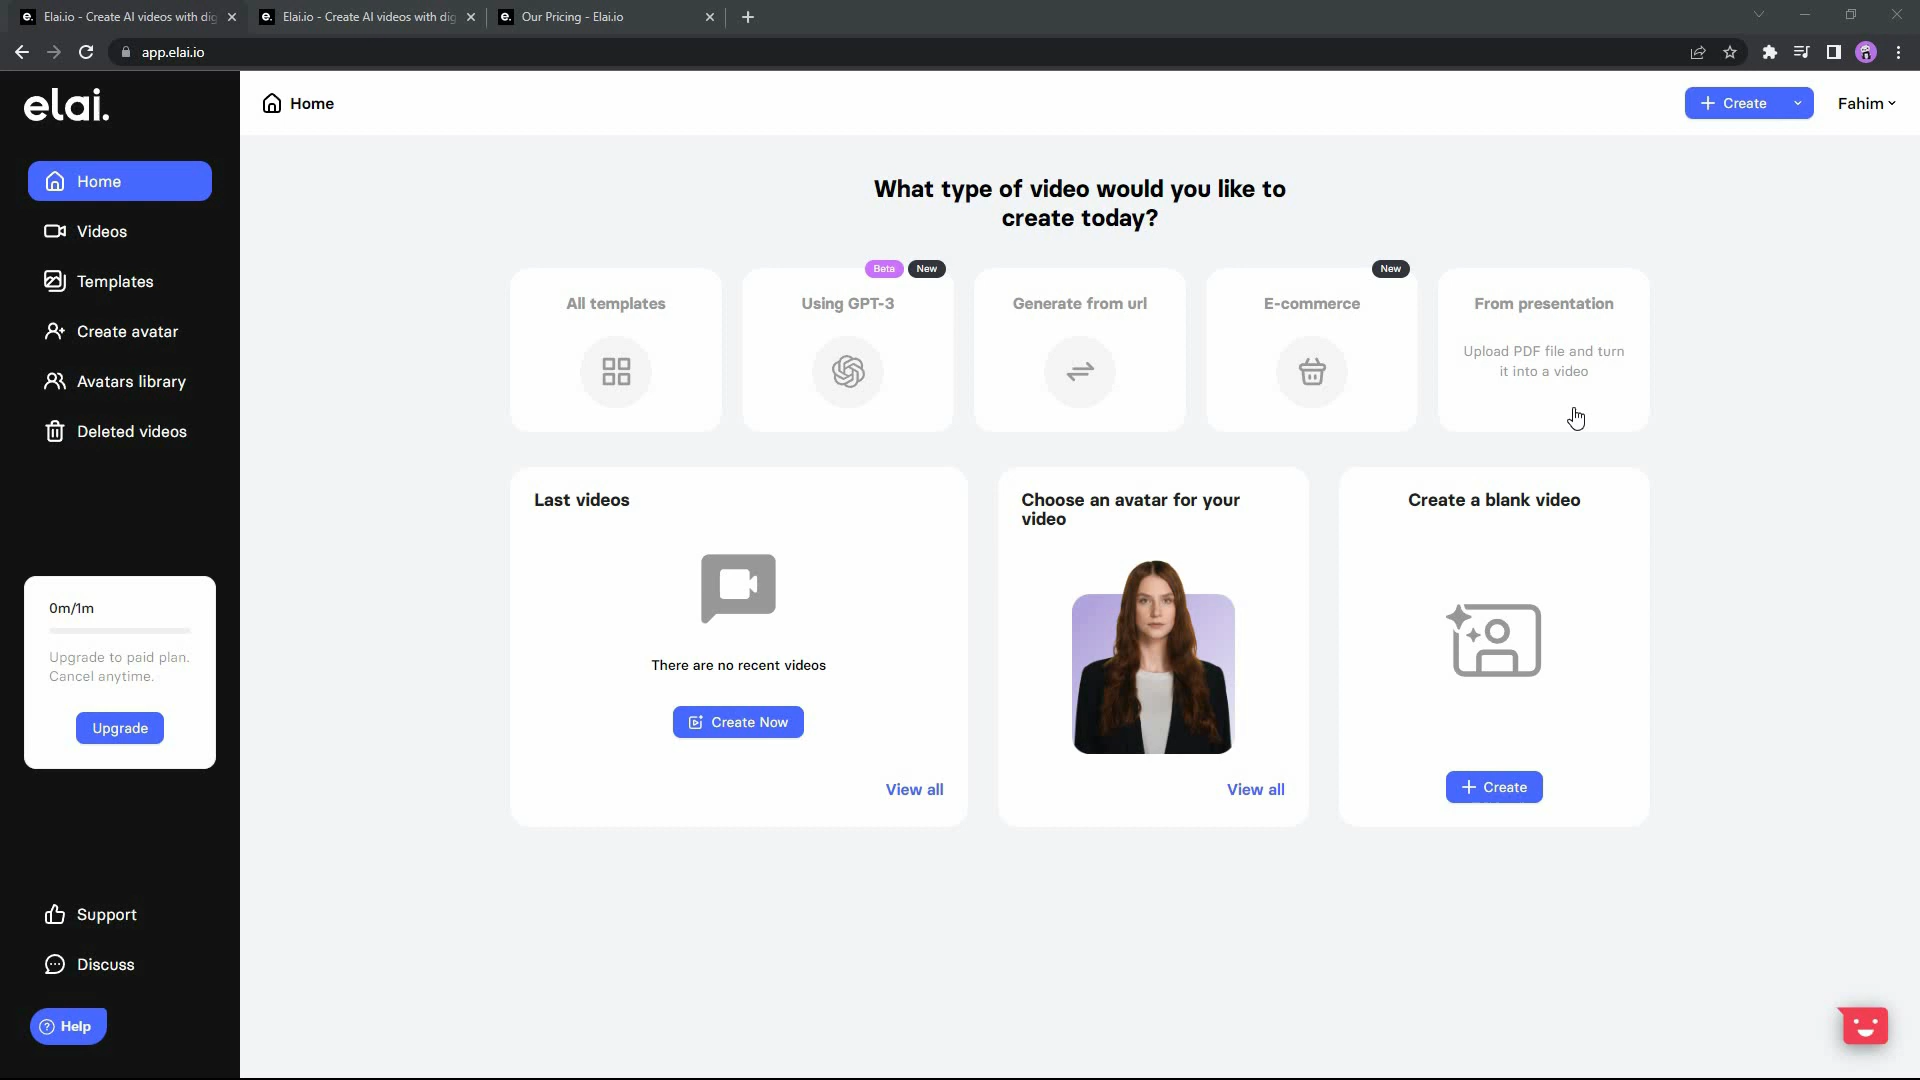 Elai.io - Create AI videos with dig
Elai.io - Create AI videos with dig
Our Pricing - Elai.io
app.elai.io
elai.
Home
Create
Fahim
Home
Videos
Templates
Create avatar
Avatars library
Deleted videos
0m/1m
Upgrade to paid plan.
Cancel anytime.
Upgrade
Support
Discuss
Help
What type of video would you like to
create today?
All templates
Beta
New
Using GPT-3
Generate from url
New
E-commerce
From presentation
Upload PDF file and turn
it into a video
Last videos
There are no recent videos
Create Now
View all
Choose an avatar for your
video
View all
Create a blank video
Create